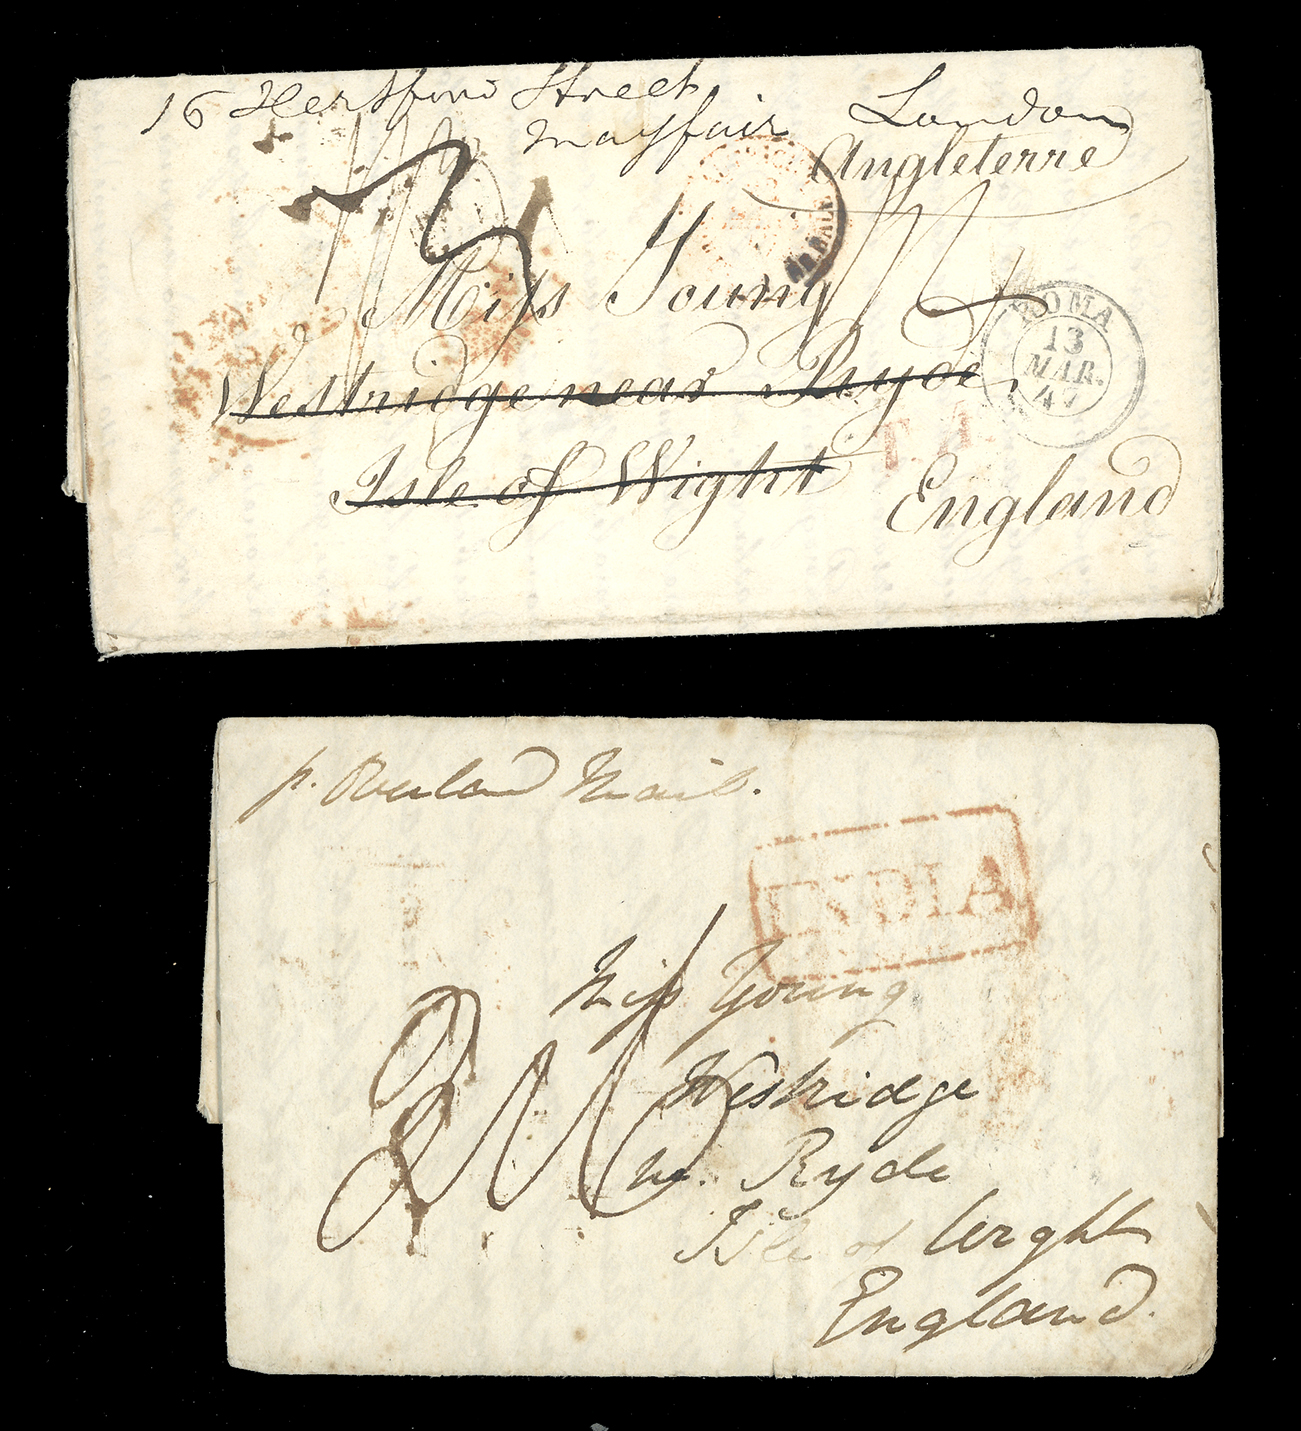 16 Hertford Street London
Mayfair Angleterre
Miss Young
ROMA
13
MAR.
47
Westridge near Ryde,
T.S.
Isle of Wight
England
p. Overland Mail.
INDIA
Miss Young
Westridge
nr. Ryde
Isle of Wight
England.